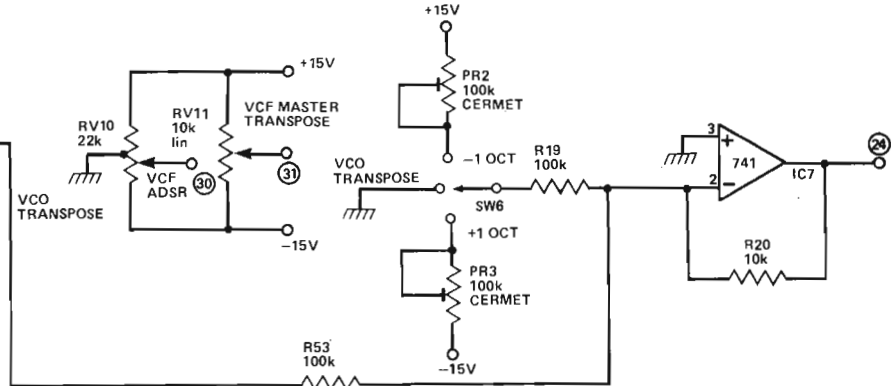 +15V
PR2
100k
CERMET
−1 OCT
+15V
RV10
22k
RV11
10k
lin
VCF MASTER
TRANSPOSE
VCF
ADSR
30
31
−15V
VCO
TRANSPOSE
VCO
TRANSPOSE
SW6
R19
100k
+1 OCT
PR3
100k
CERMET
−15V
R53
100k
3
+
741
2
−
IC7
24
R20
10k